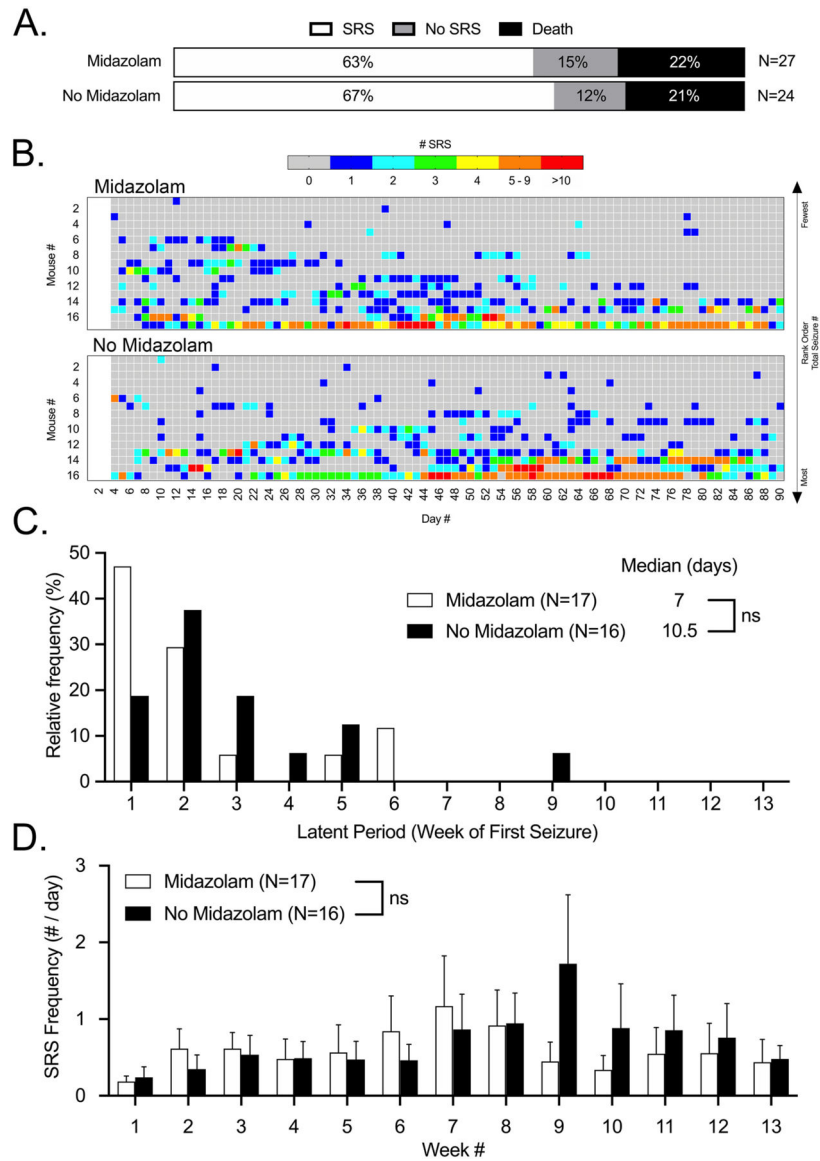 A.
SRS No SRS Death
Midazolam 63% 15% 22% N=27
No Midazolam 67% 12% 21% N=24
B.
# SRS
0 1 2 3 4 5 - 9 >10
Midazolam
Mouse #
2
4
6
8
10
12
14
16
Fewest
Rank Order
Total Seizure #
Most
No Midazolam
Mouse #
2
4
6
8
10
12
14
16
2 4 6 8 10 12 14 16 18 20 22 24 26 28 30 32 34 36 38 40 42 44 46 48 50 52 54 56 58 60 62 64 66 68 70 72 74 76 78 80 82 84 86 88 90
Day #
C.
Relative frequency (%)
50
40
30
20
10
0
Median (days)
Midazolam (N=17) 7
No Midazolam (N=16) 10.5
ns
1 2 3 4 5 6 7 8 9 10 11 12 13
Latent Period (Week of First Seizure)
D.
SRS Frequency (# / day)
3
2
1
0
Midazolam (N=17)
No Midazolam (N=16)
ns
1 2 3 4 5 6 7 8 9 10 11 12 13
Week #